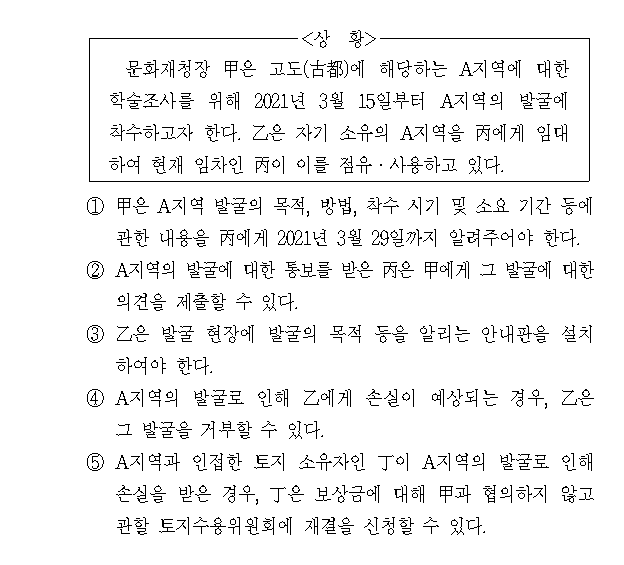 <상 황>
문화재청장 甲은 고도(古都)에 해당하는 A지역에 대한
학술조사를 위해 2021년 3월 15일부터 A지역의 발굴에
착수하고자 한다. 乙은 자기 소유의 A지역을 丙에게 임대
하여 현재 임차인 丙이 이를 점유·사용하고 있다.
① 甲은 A지역 발굴의 목적, 방법, 착수 시기 및 소요 기간 등에
관한 내용을 丙에게 2021년 3월 29일까지 알려주어야 한다.
② A지역의 발굴에 대한 통보를 받은 丙은 甲에게 그 발굴에 대한
의견을 제출할 수 있다.
③ 乙은 발굴 현장에 발굴의 목적 등을 알리는 안내판을 설치
하여야 한다.
④ A지역의 발굴로 인해 乙에게 손실이 예상되는 경우, 乙은
그 발굴을 거부할 수 있다.
⑤ A지역과 인접한 토지 소유자인 丁이 A지역의 발굴로 인해
손실을 받은 경우, 丁은 보상금에 대해 甲과 협의하지 않고
관할 토지수용위원회에 재결을 신청할 수 있다.